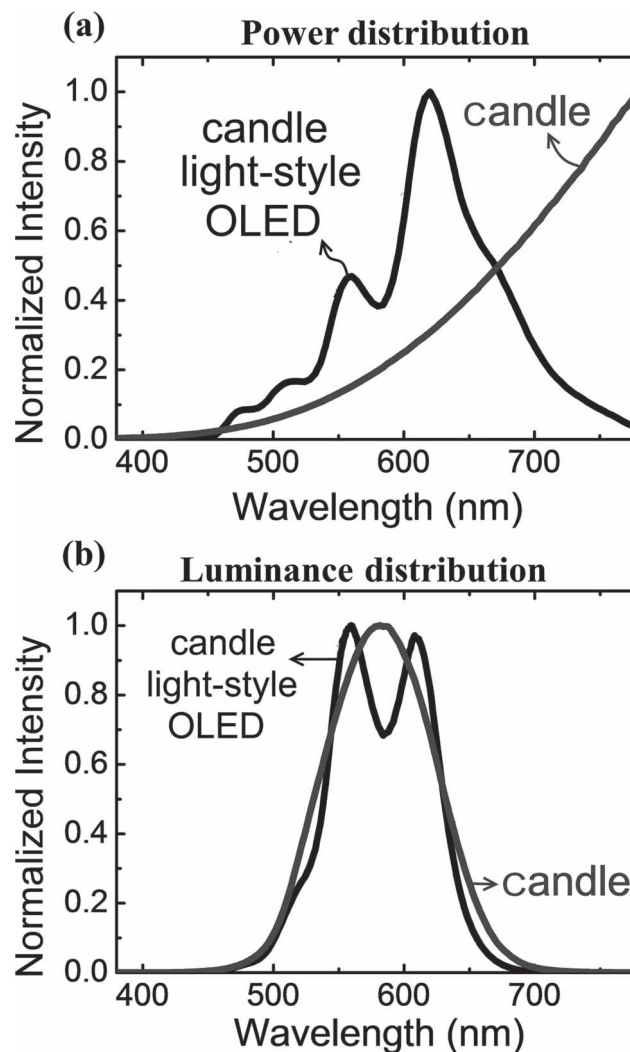 (a) Power distribution
Normalized Intensity
1.0
0.8
0.6
0.4
0.2
0.0
candle
light-style
OLED
candle
400 500 600 700
Wavelength (nm)
(b) Luminance distribution
Normalized Intensity
1.0
0.8
0.6
0.4
0.2
0.0
candle
light-style
OLED
candle
400 500 600 700
Wavelength (nm)